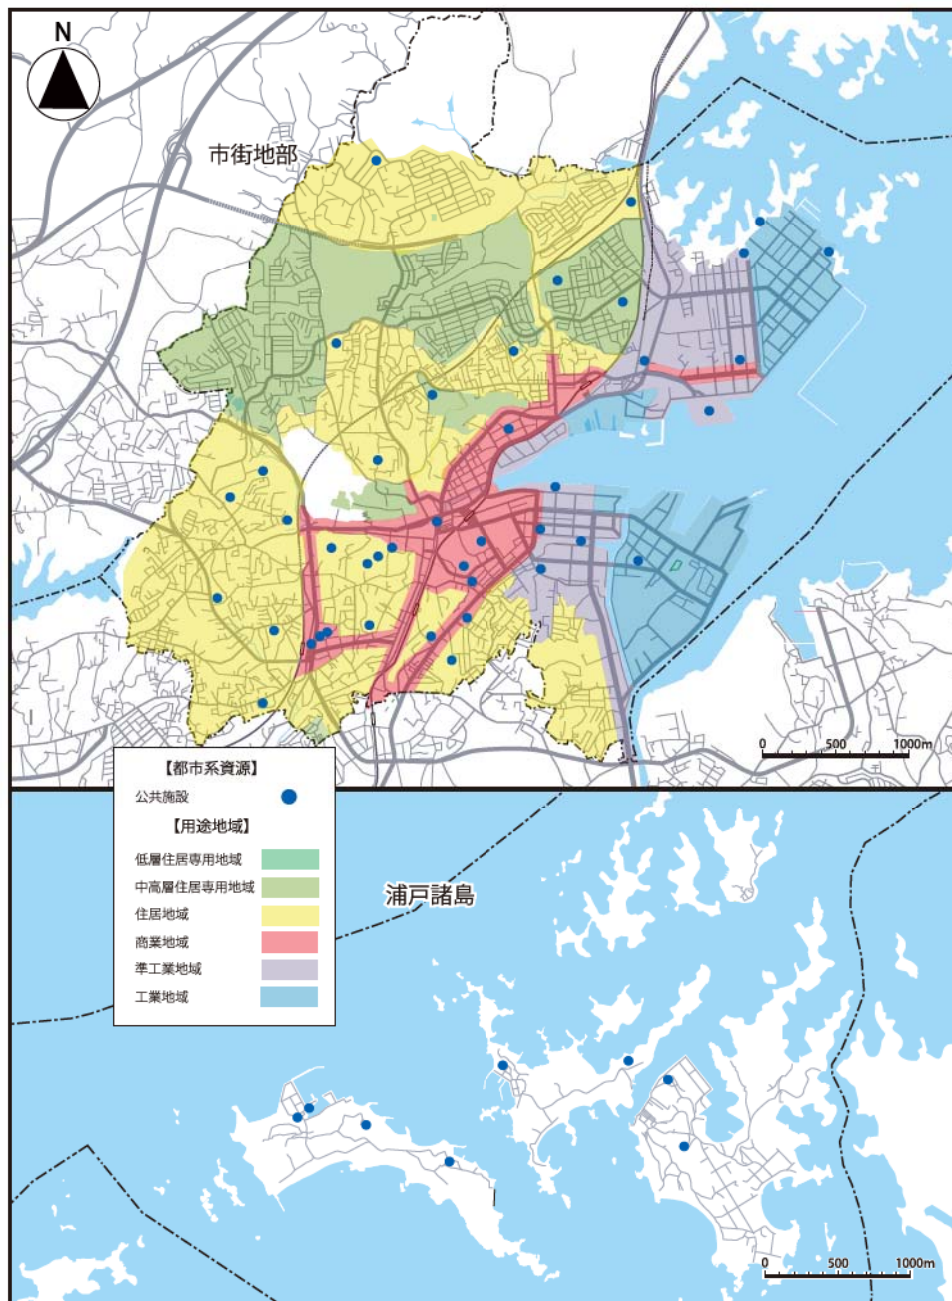 N
市街地部
0 500 1000m
【都市系資源】
公共施設
【用途地域】
低層住居専用地域
中高層住居専用地域
住居地域
商業地域
準工業地域
工業地域
浦戸諸島
0 500 1000m